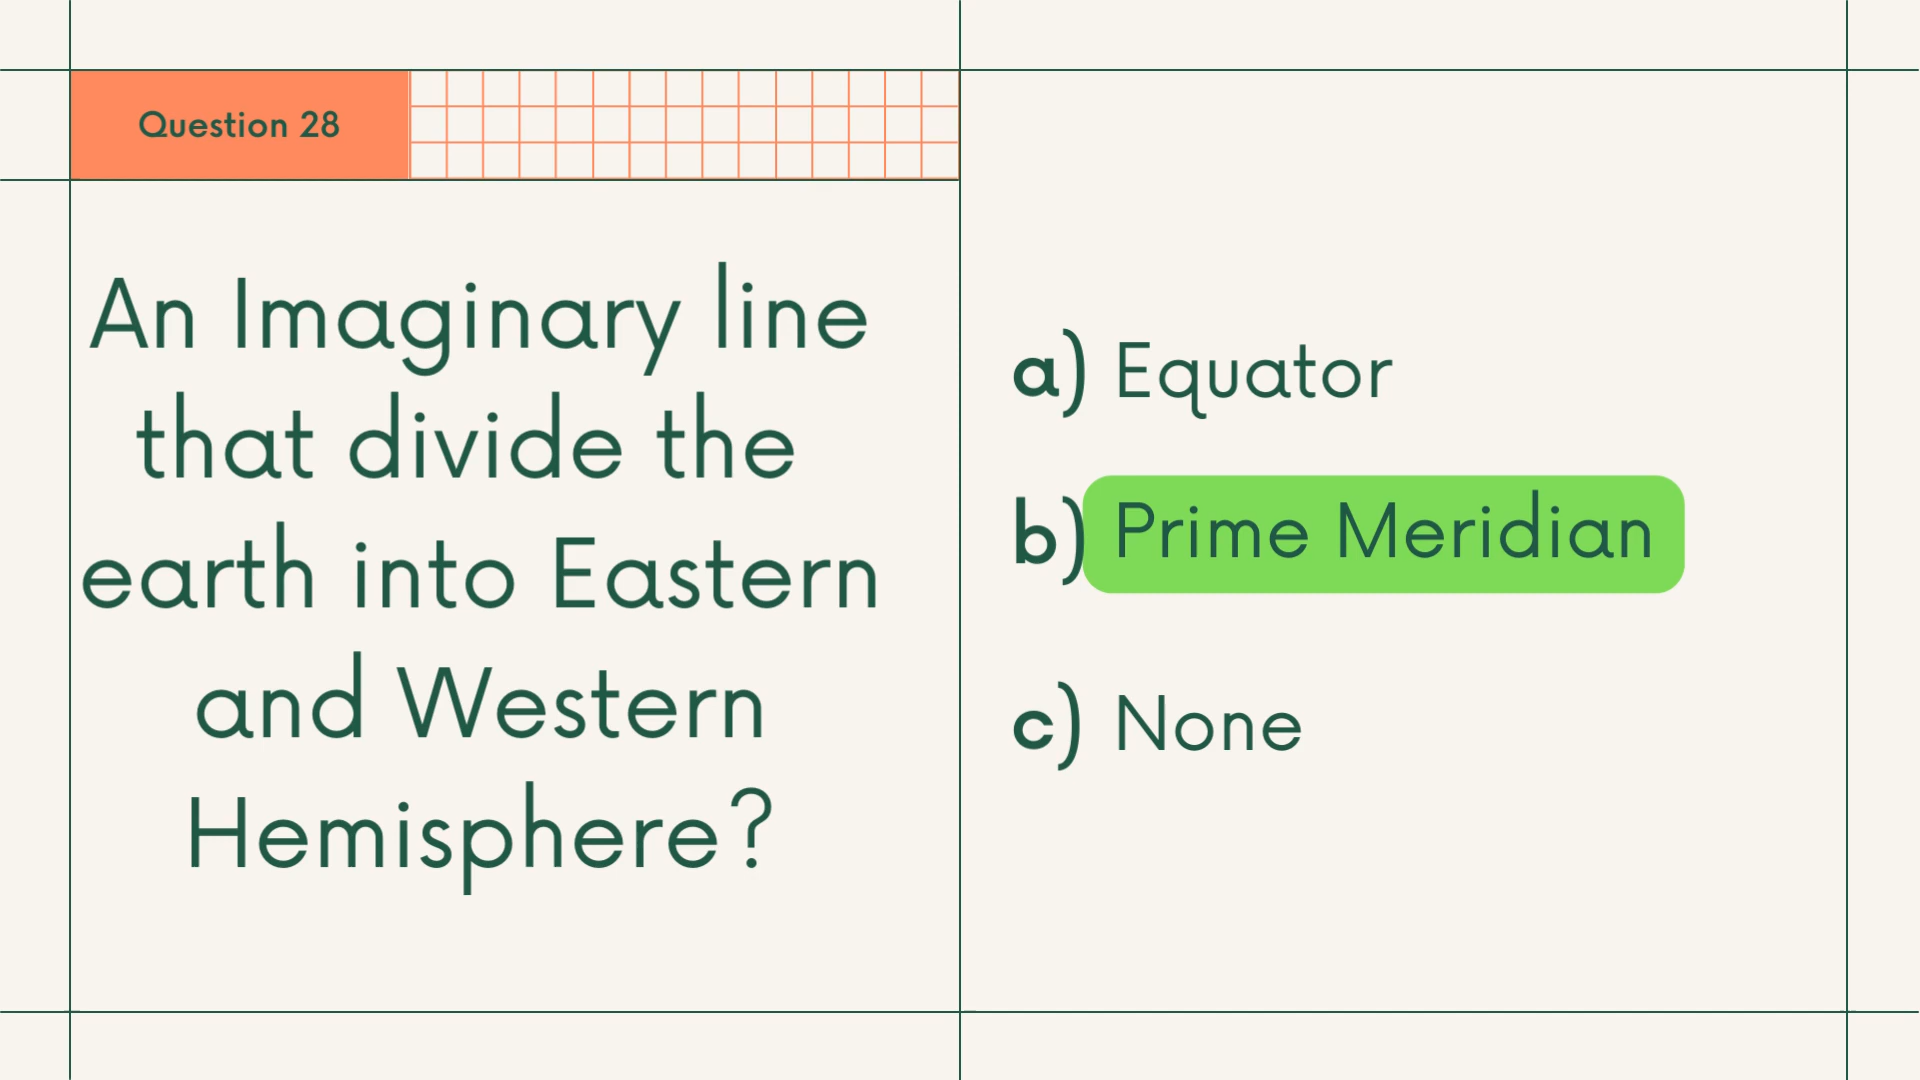 Question 28
An Imaginary line
that divide the
earth into Eastern
and Western
Hemisphere?
a) Equator
b) Prime Meridian
c) None